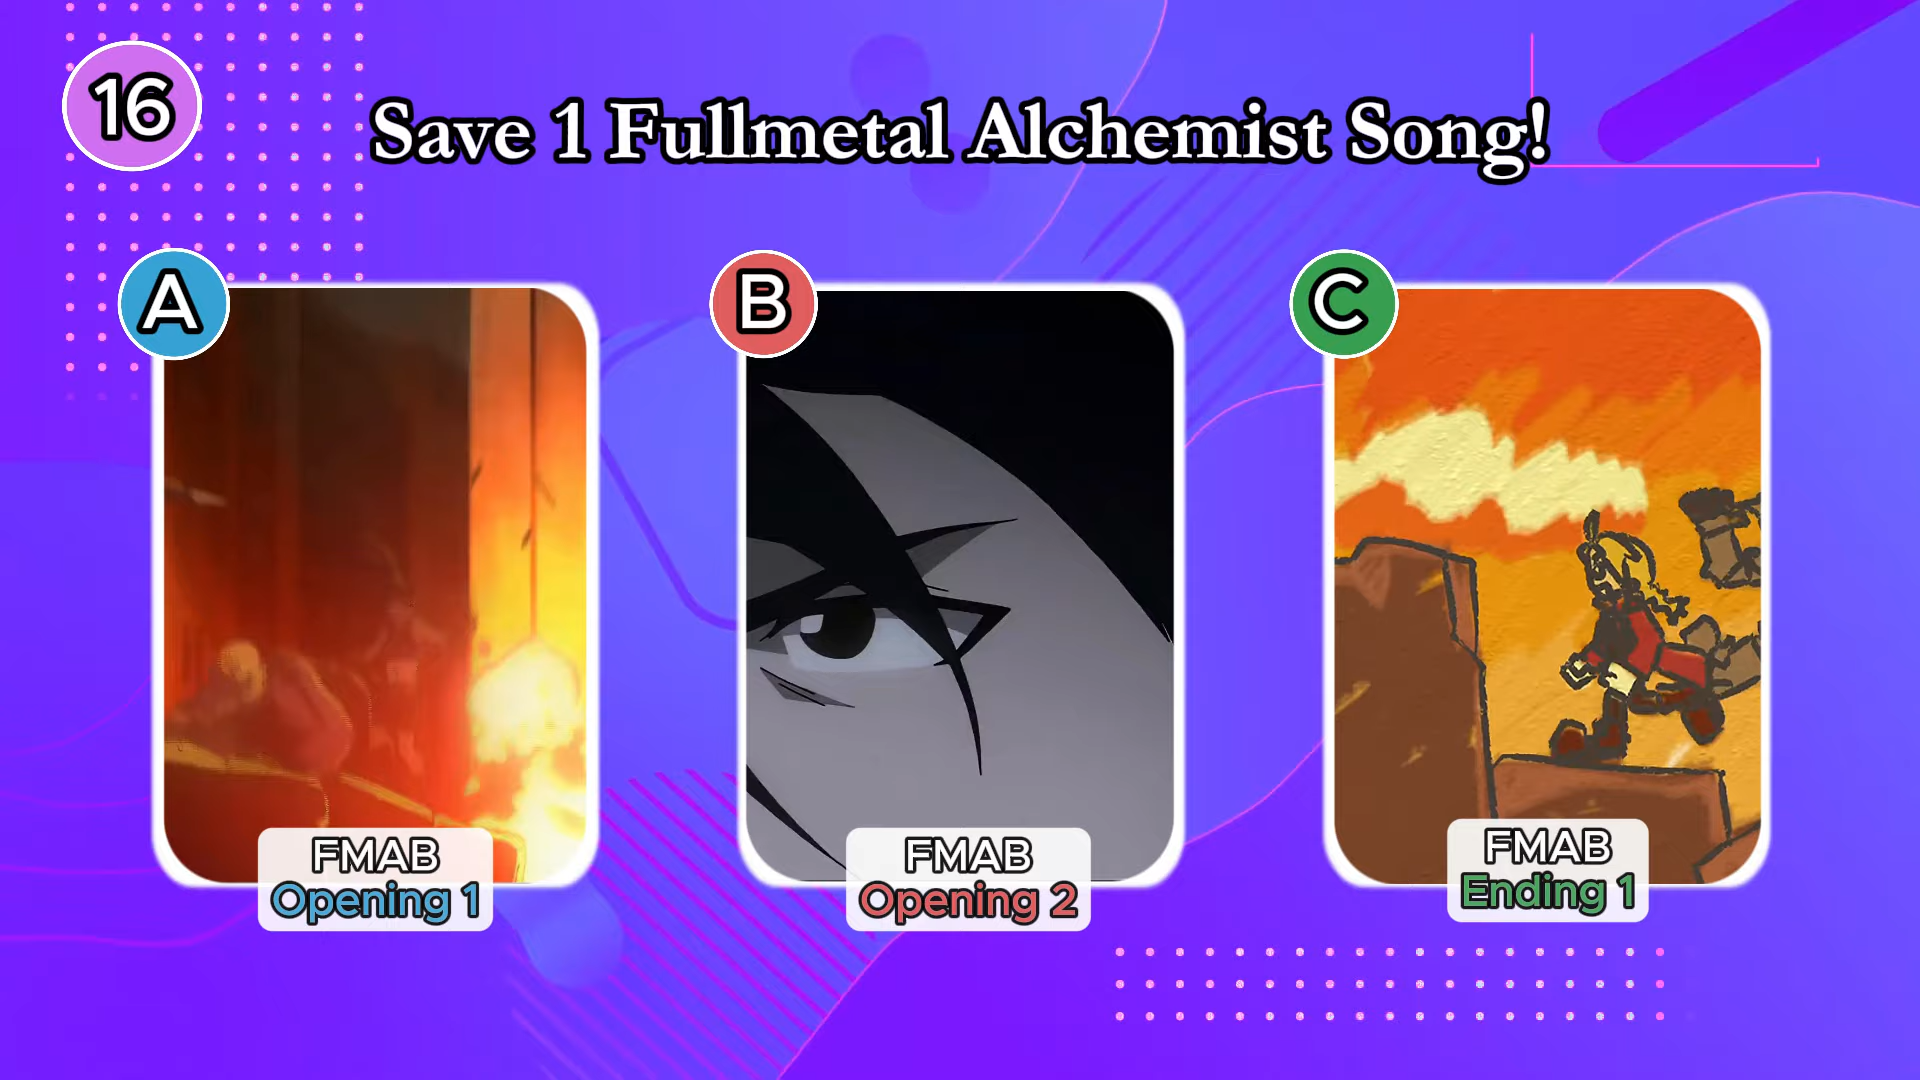 16
Save 1 Fullmetal Alchemist Song!
A
B
C
FMAB
Opening 1
FMAB
Opening 2
FMAB
Ending 1